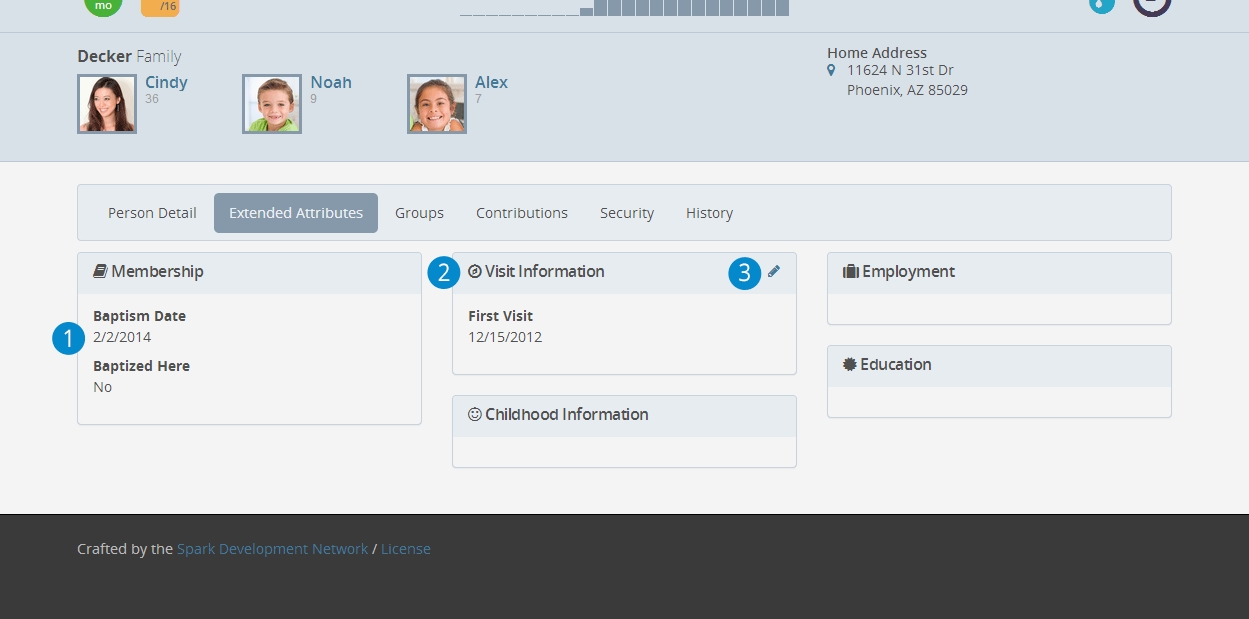 mo
/16
Decker Family
Cindy
36
Noah
9
Alex
7
Home Address
11624 N 31st Dr
Phoenix, AZ 85029
Person Detail Extended Attributes Groups Contributions Security History
Membership
1
Baptism Date
2/2/2014
Baptized Here
No
2
Visit Information
3
First Visit
12/15/2012
Childhood Information
Employment
Education
Crafted by the Spark Development Network / License